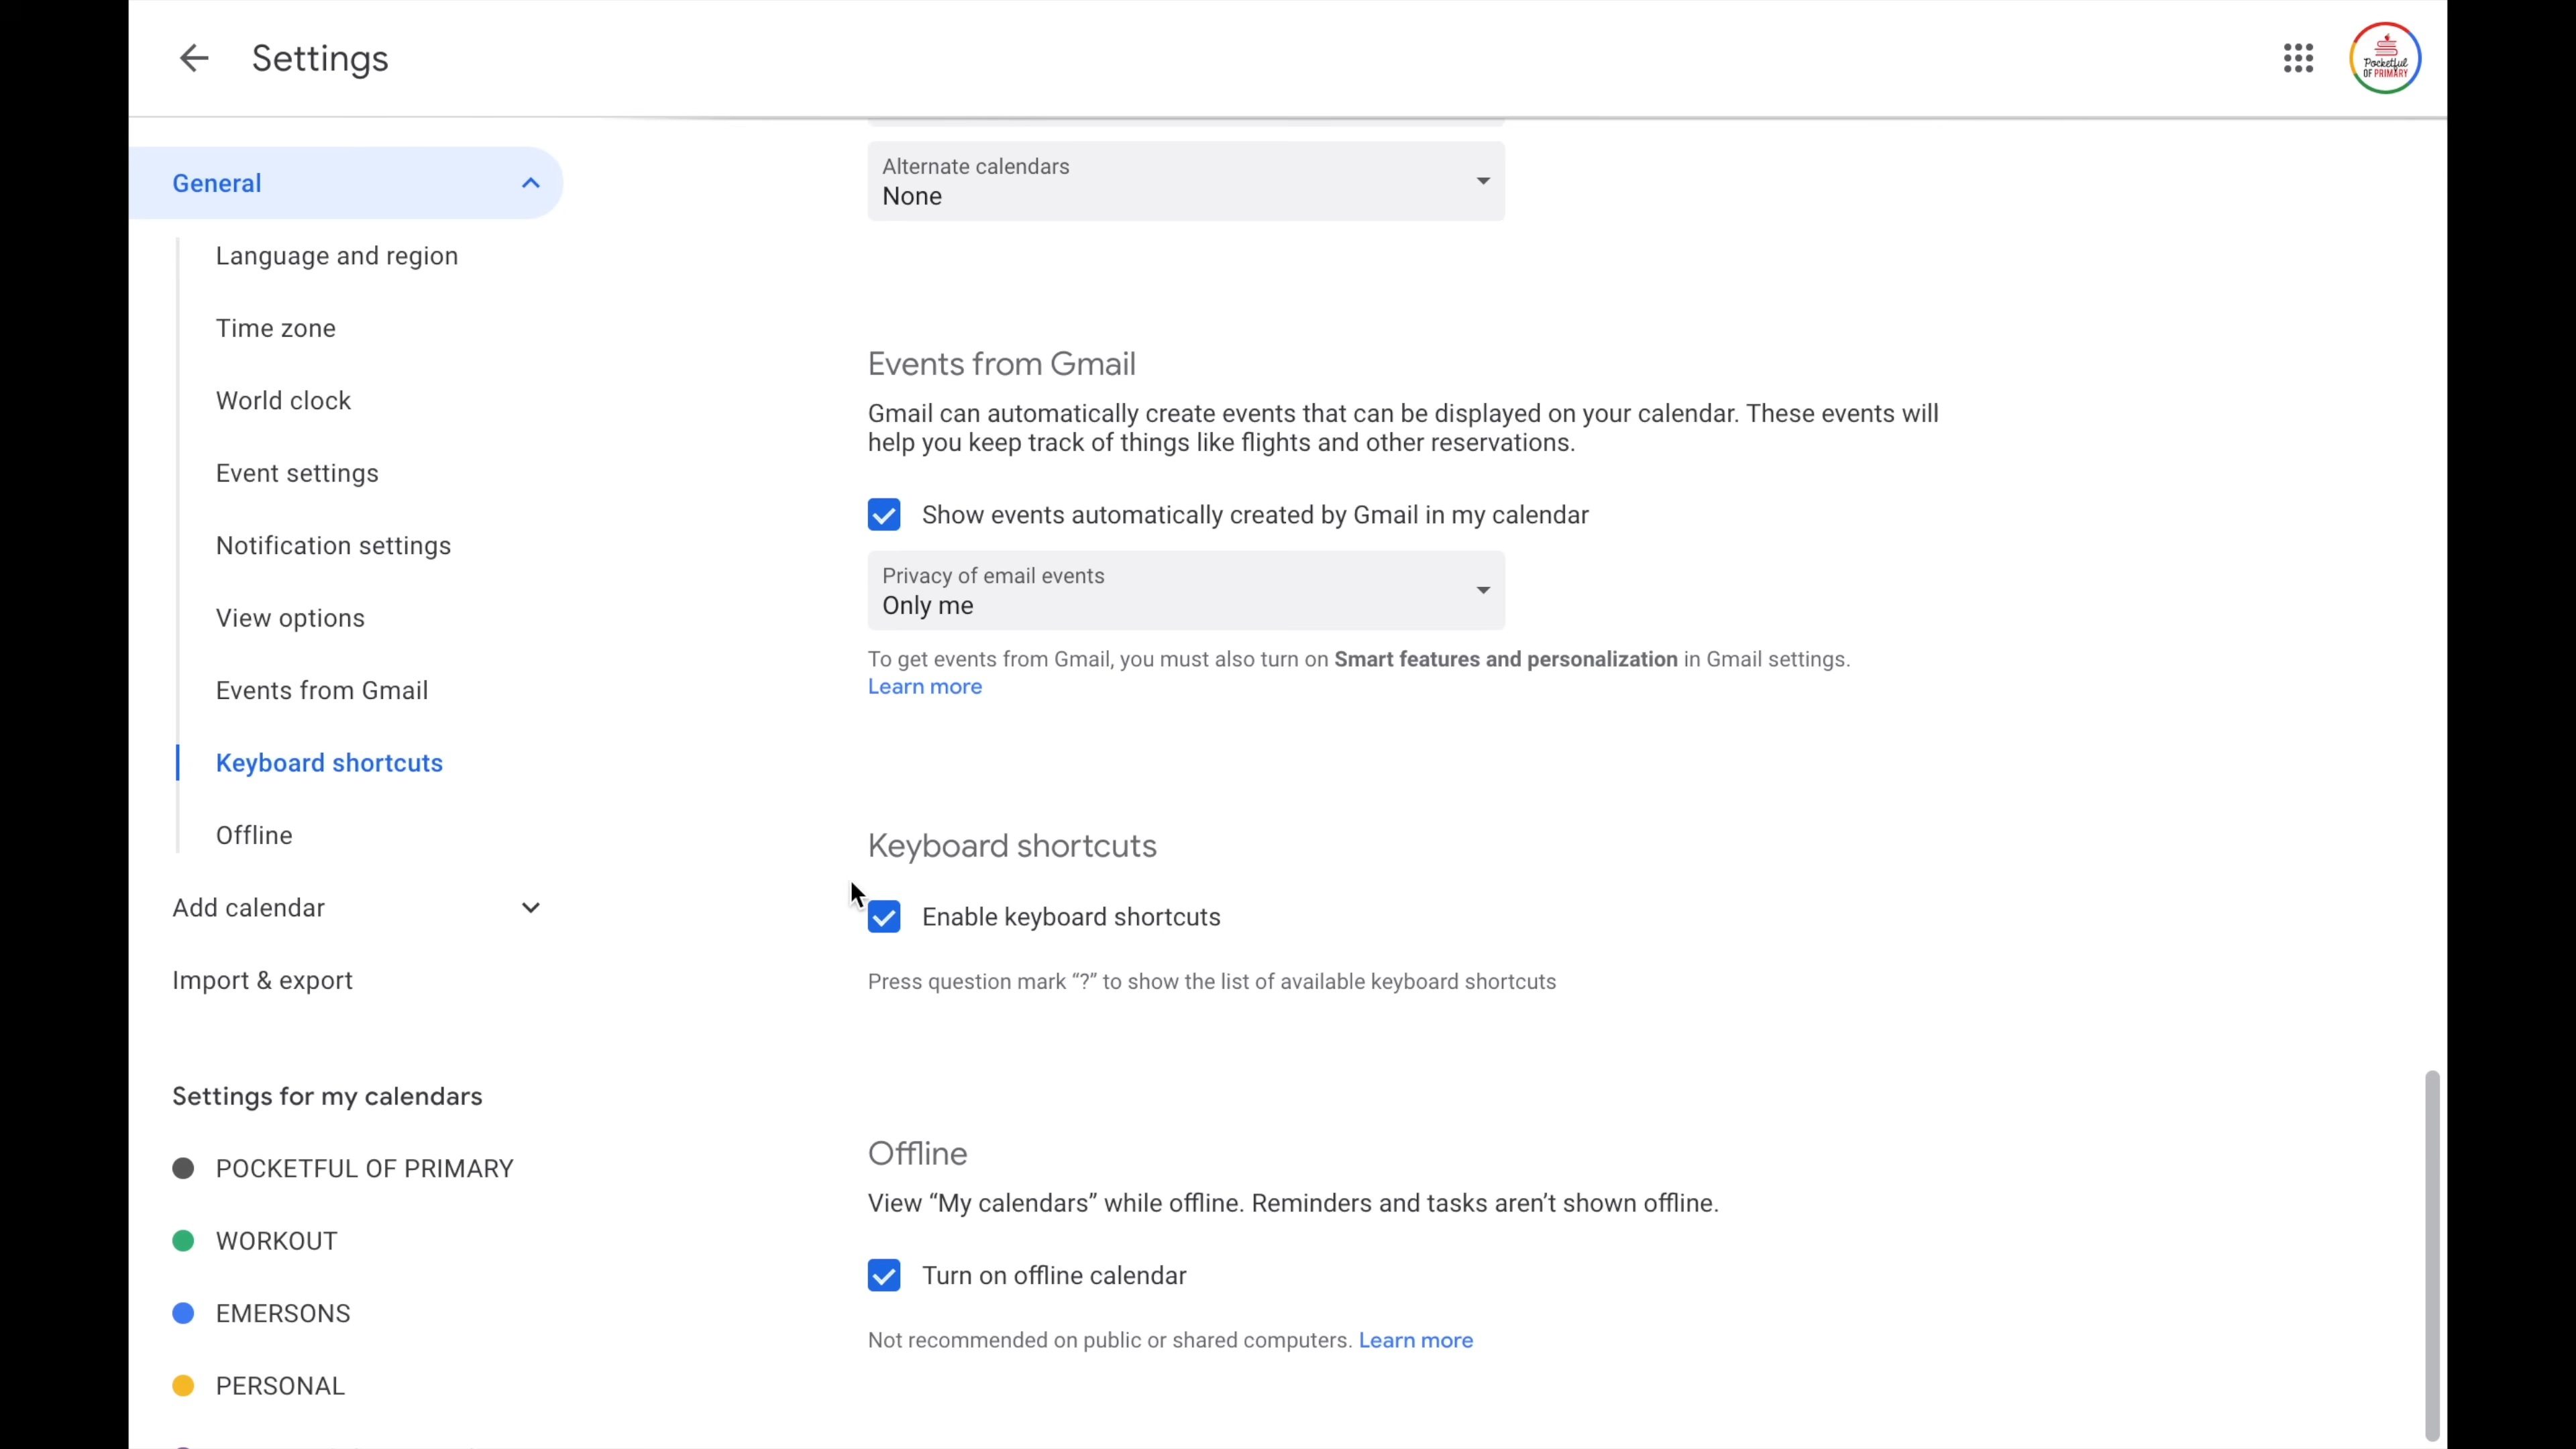 Settings
Pocketful
OF PRIMARY
General
Language and region
Time zone
World clock
Event settings
Notification settings
View options
Events from Gmail
Keyboard shortcuts
Offline
Add calendar
Import & export
Settings for my calendars
POCKETFUL OF PRIMARY
WORKOUT
EMERSONS
PERSONAL
Alternate calendars
None
Events from Gmail
Gmail can automatically create events that can be displayed on your calendar. These events will
help you keep track of things like flights and other reservations.
Show events automatically created by Gmail in my calendar
Privacy of email events
Only me
To get events from Gmail, you must also turn on Smart features and personalization in Gmail settings.
Learn more
Keyboard shortcuts
Enable keyboard shortcuts
Press question mark “?” to show the list of available keyboard shortcuts
Offline
View “My calendars” while offline. Reminders and tasks aren’t shown offline.
Turn on offline calendar
Not recommended on public or shared computers. Learn more